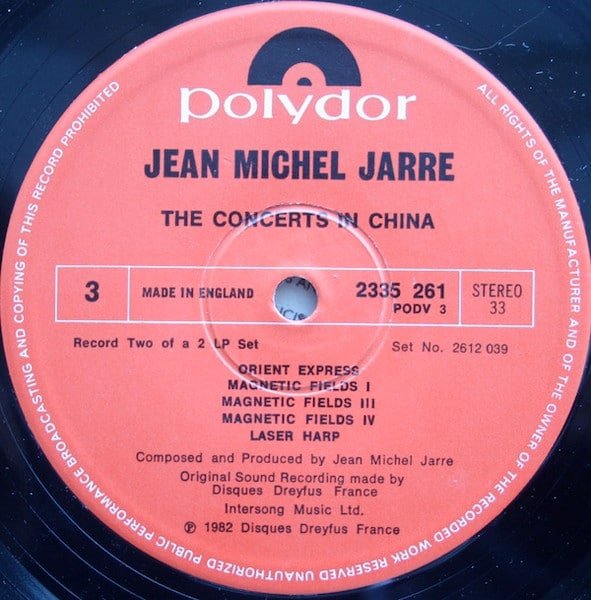 polydor
JEAN MICHEL JARRE
THE CONCERTS IN CHINA
3
MADE IN ENGLAND
2335 261
PODV 3
STEREO
33
Record Two of a 2 LP Set
Set No. 2612 039
ORIENT EXPRESS
MAGNETIC FIELDS I
MAGNETIC FIELDS III
MAGNETIC FIELDS IV
LASER HARP
Composed and Produced by Jean Michel Jarre
Original Sound Recording made by
Disques Dreyfus France
Intersong Music Ltd.
℗ 1982 Disques Dreyfus France
ALL RIGHTS OF THE MANUFACTURER AND OF THE OWNER OF THE RECORDED WORK RESERVED UNAUTHORIZED PUBLIC PERFORMANCE BROADCASTING AND COPYING OF THIS RECORD PROHIBITED